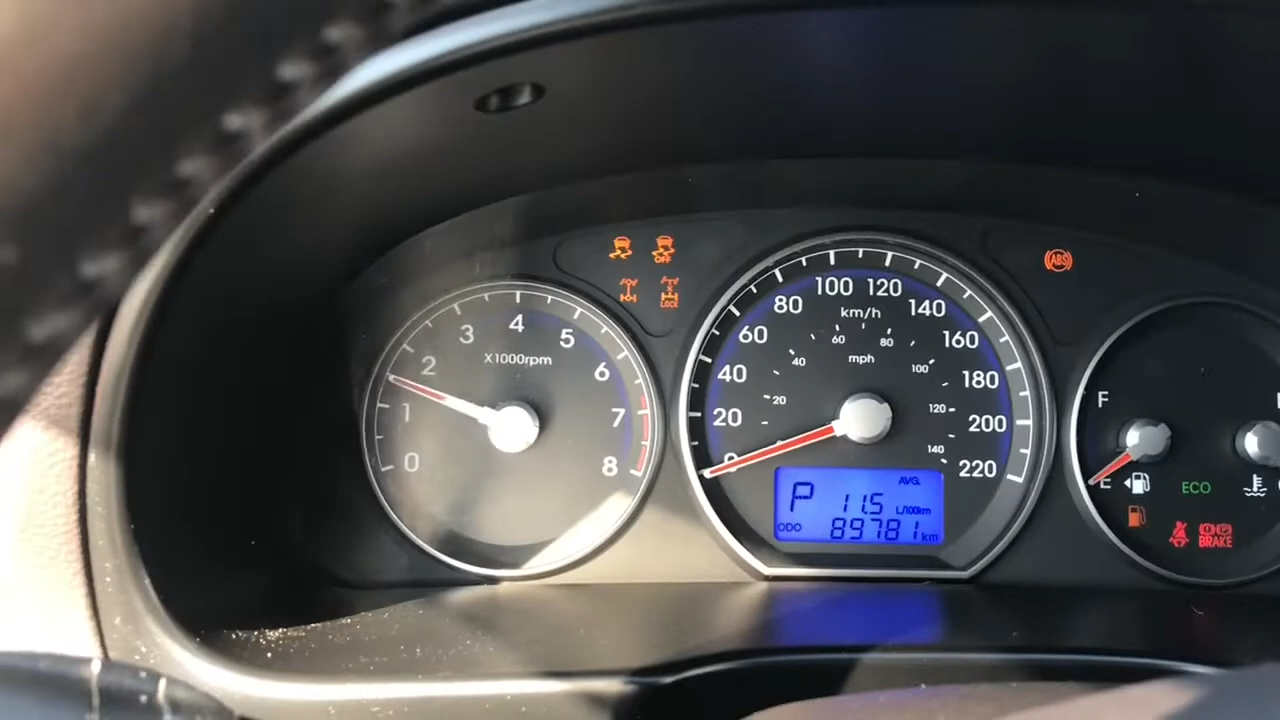 OFF
LOCK
0 1 2 3 4 5 6 7 8
X1000rpm
0 20 40 60 80 100 120 140 160 180 200 220
km/h
20 40 60 80 100 120 140
mph
P 11.5 AVG.
L/100km
ODO 89781 km
ABS
F
E
ECO
BRAKE